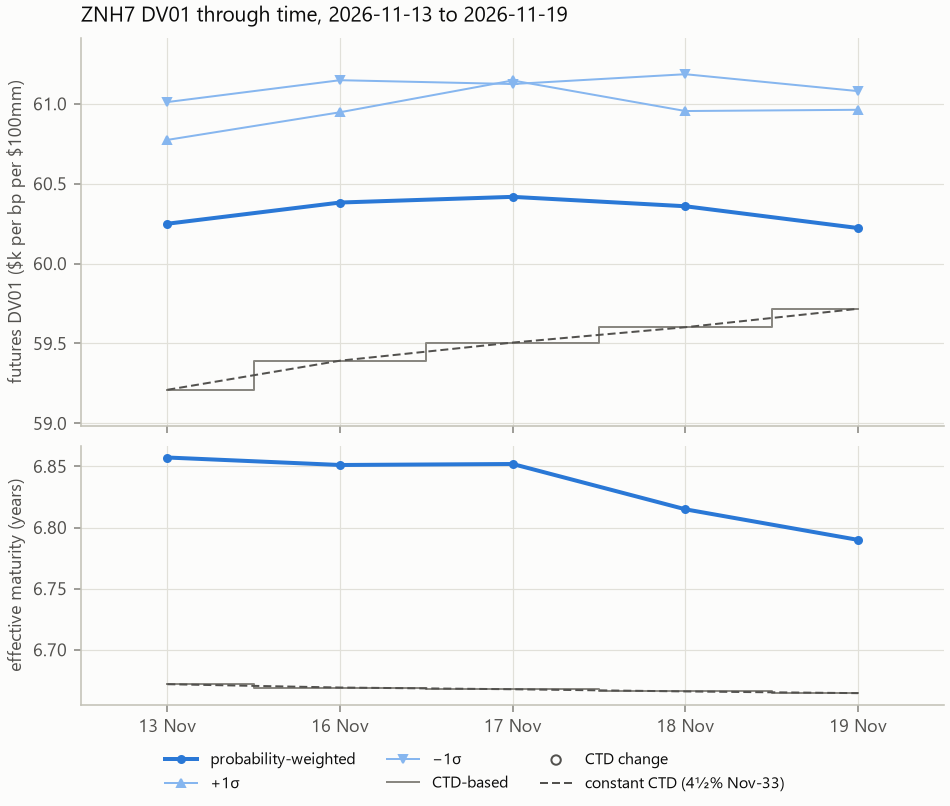 ZNH7 DV01 through time, 2026-11-13 to 2026-11-19
futures DV01 ($k per bp per $100mm)
61.0
60.5
60.0
59.5
59.0
effective maturity (years)
6.85
6.80
6.75
6.70
13 Nov
16 Nov
17 Nov
18 Nov
19 Nov
probability-weighted
+1σ
−1σ
CTD-based
CTD change
constant CTD (4½% Nov-33)